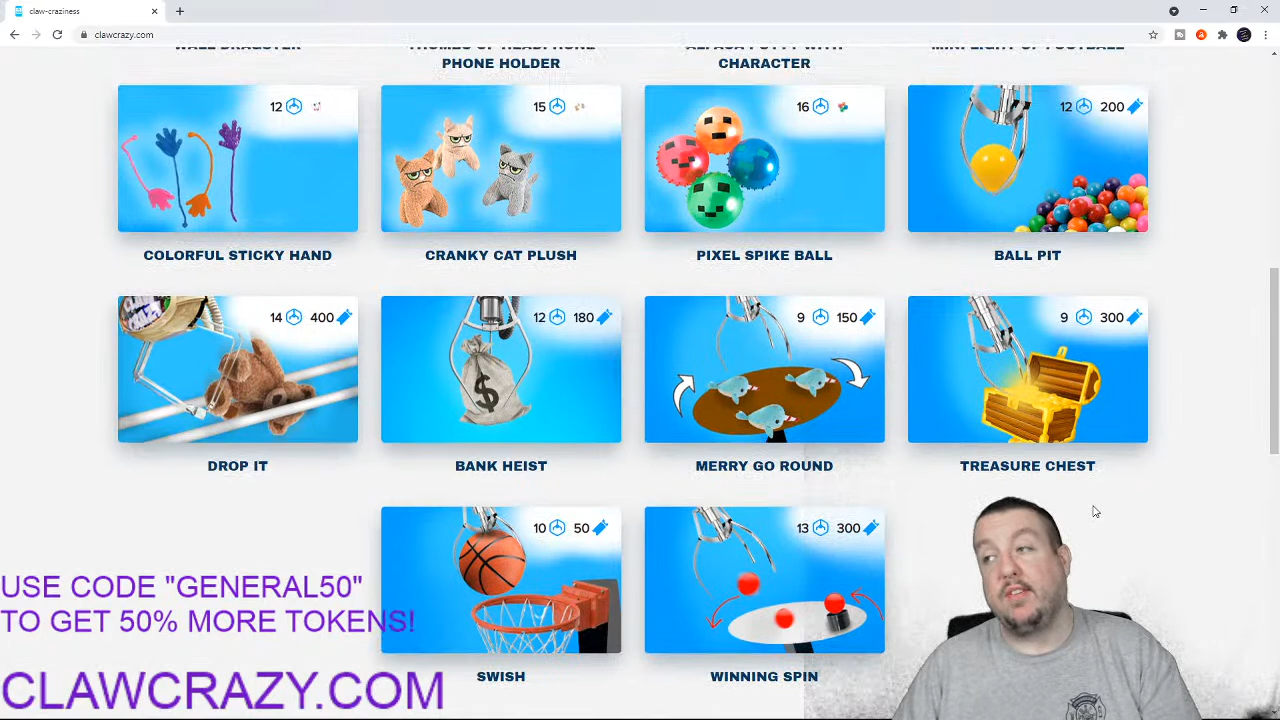 claw-craziness
clawcrazy.com
PHONE HOLDER
CHARACTER
12
15
16
12 200
COLORFUL STICKY HAND
CRANKY CAT PLUSH
PIXEL SPIKE BALL
BALL PIT
14 400
12 180
9 150
9 300
$
DROP IT
BANK HEIST
MERRY GO ROUND
TREASURE CHEST
10 50
13 300
USE CODE "GENERAL50"
TO GET 50% MORE TOKENS!
SWISH
WINNING SPIN
CLAWCRAZY.COM